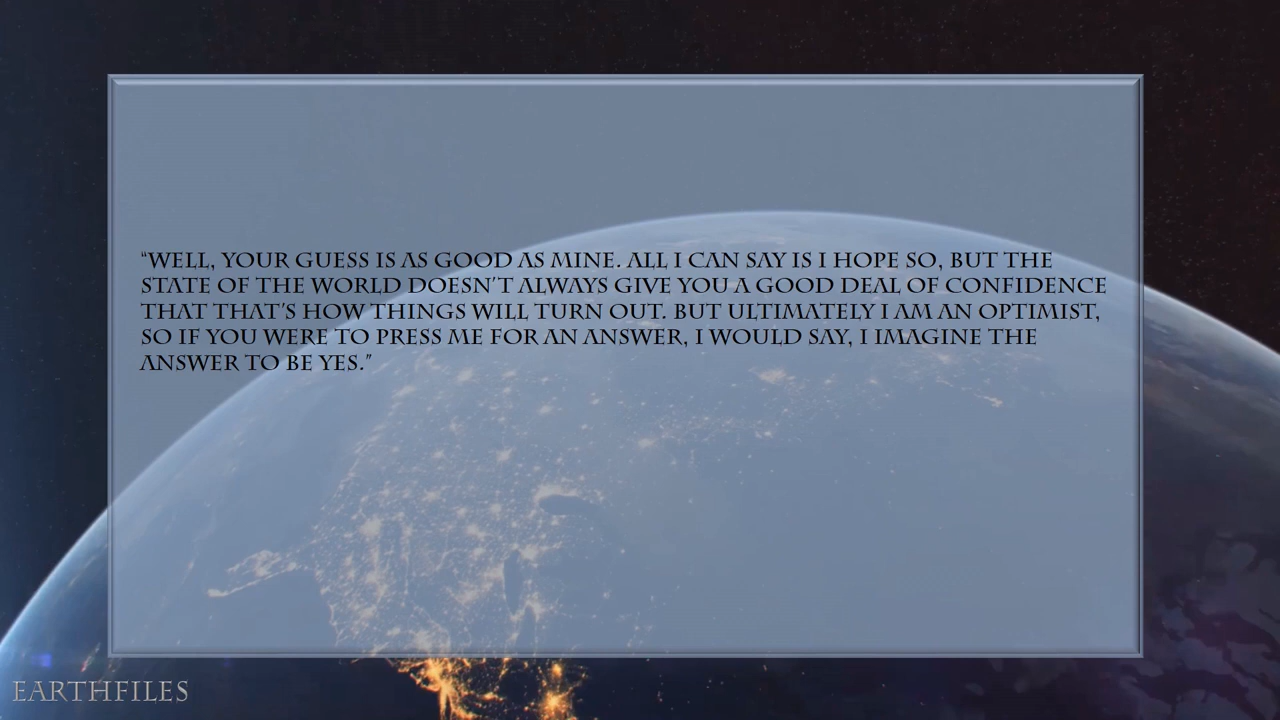 “WELL, YOUR GUESS IS AS GOOD AS MINE. ALL I CAN SAY IS I HOPE SO, BUT THE
STATE OF THE WORLD DOESN'T ALWAYS GIVE YOU A GOOD DEAL OF CONFIDENCE
THAT THAT'S HOW THINGS WILL TURN OUT. BUT ULTIMATELY I AM AN OPTIMIST,
SO IF YOU WERE TO PRESS ME FOR AN ANSWER, I WOULD SAY, I IMAGINE THE
ANSWER TO BE YES.”
EARTHFILES